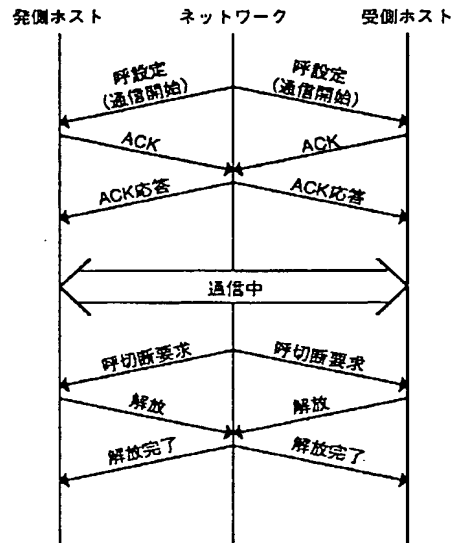 発側ホスト ネットワーク 受側ホスト
呼設定 呼設定
(通信開始) (通信開始)
ACK ACK
ACK応答 ACK応答
通信中
呼切断要求 呼切断要求
解放 解放
解放完了 解放完了